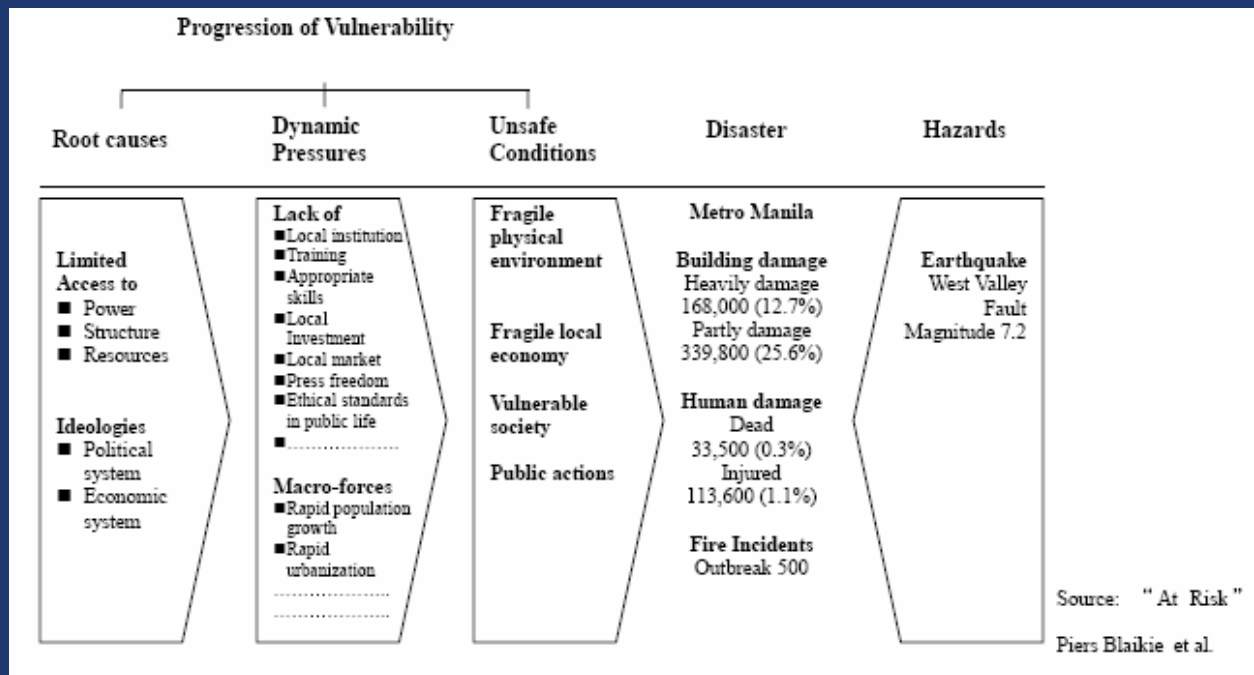 Progression of Vulnerability
Root causes
Dynamic
Pressures
Unsafe
Conditions
Disaster
Hazards
Limited
Access to
■ Power
■ Structure
■ Resources
Ideologies
■ Political
system
■ Economic
system
Lack of
■Local institution
■Training
■Appropriate
skills
■Local
Investment
■Local market
■Press freedom
■Ethical standards
in public life
■....................
Macro-forces
■Rapid population
growth
■Rapid
urbanization
.....................
.....................
Fragile
physical
environment
Fragile local
economy
Vulnerable
society
Public actions
Metro Manila
Building damage
Heavily damage
168,000 (12.7%)
Partly damage
339,800 (25.6%)
Human damage
Dead
33,500 (0.3%)
Injured
113,600 (1.1%)
Fire Incidents
Outbreak 500
Earthquake
West Valley
Fault
Magnitude 7.2
Source: "At Risk"
Piers Blaikie et al.